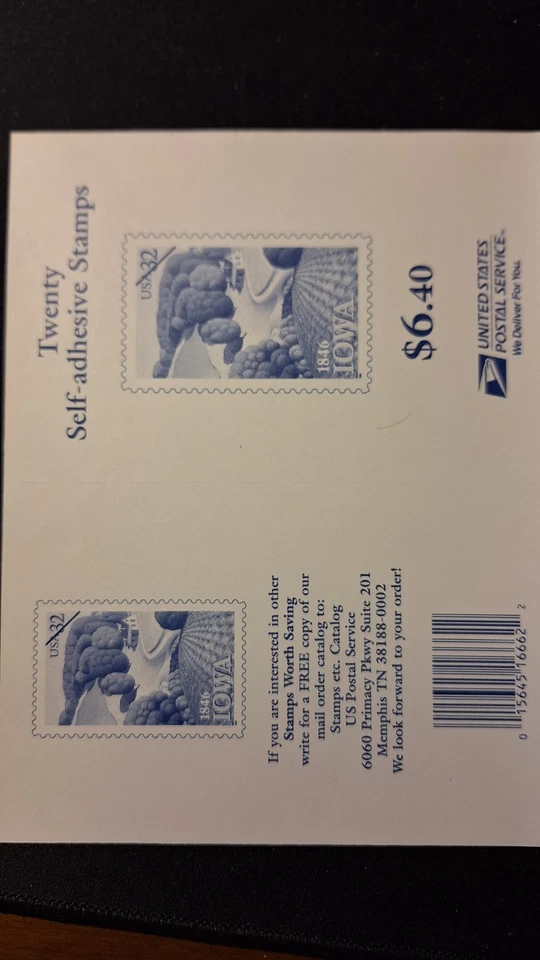 Twenty
Self-adhesive Stamps
USA 32
1846
IOWA
$6.40
UNITED STATES
POSTAL SERVICE™
We Deliver For You.
USA 32
1846
IOWA
If you are interested in other
Stamps Worth Saving
write for a FREE copy of our
mail order catalog to:
Stamps etc. Catalog
US Postal Service
6060 Primacy Pkwy Suite 201
Memphis TN 38188-0002
We look forward to your order!
0 15645 16662 2